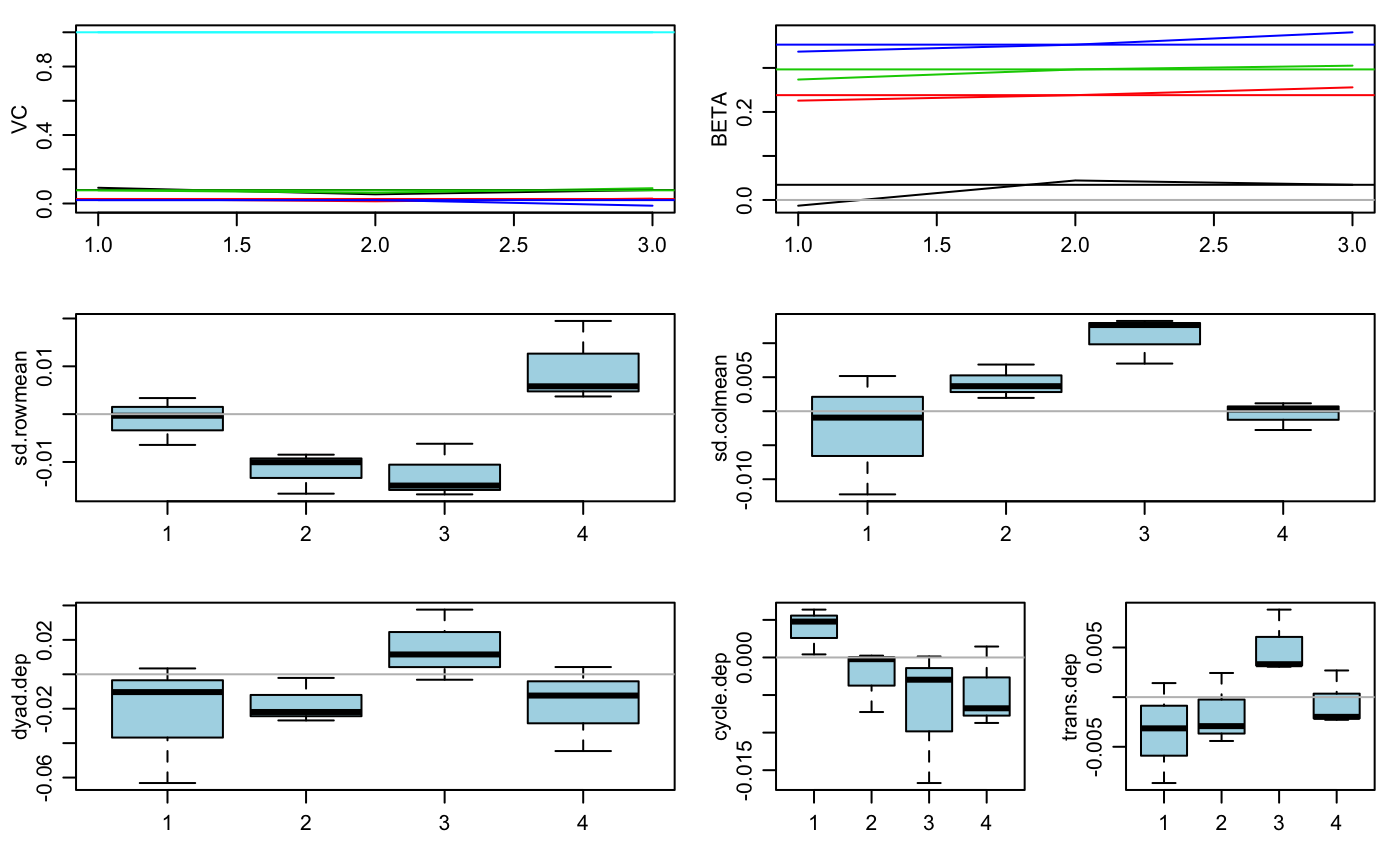 VC
0.0 0.4 0.8
1.0 1.5 2.0 2.5 3.0
BETA
0.0 0.2
1.0 1.5 2.0 2.5 3.0
sd.rowmean
-0.01 0.01
1 2 3 4
sd.colmean
-0.010 0.005
1 2 3 4
dyad.dep
-0.06 -0.02 0.02
1 2 3 4
cycle.dep
-0.015 0.000
1 2 3 4
trans.dep
-0.005 0.005
1 2 3 4